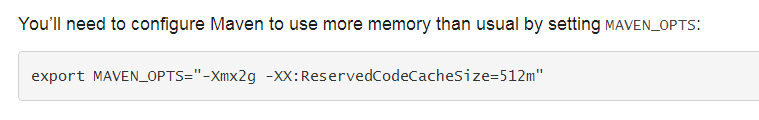 You’ll need to configure Maven to use more memory than usual by setting MAVEN_OPTS:
export MAVEN_OPTS="-Xmx2g -XX:ReservedCodeCacheSize=512m"